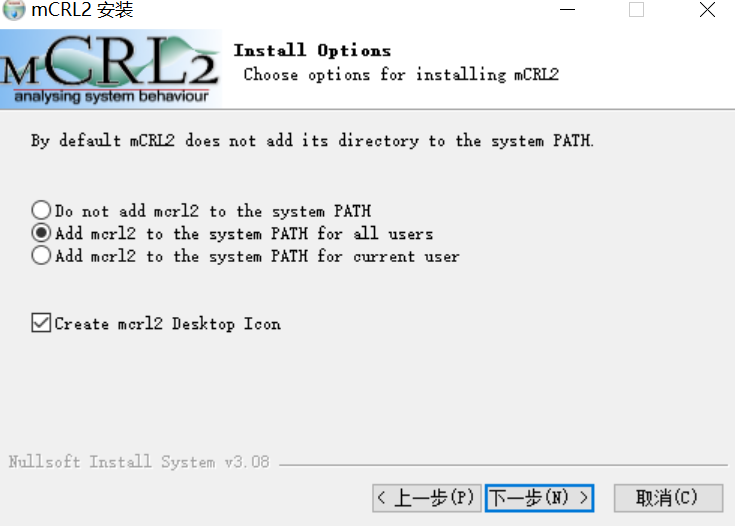 mCRL2 安装
mCRL2
analysing system behaviour
Install Options
Choose options for installing mCRL2
By default mCRL2 does not add its directory to the system PATH.
Do not add mcrl2 to the system PATH
Add mcrl2 to the system PATH for all users
Add mcrl2 to the system PATH for current user
Create mcrl2 Desktop Icon
Nullsoft Install System v3.08
< 上一步(P) 下一步(N) > 取消(C)